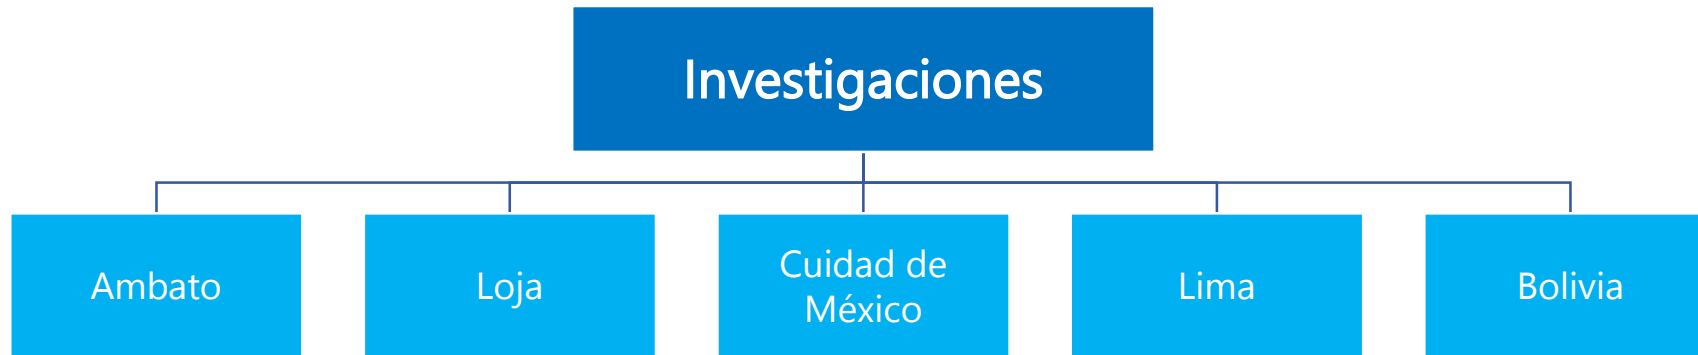 Investigaciones
Ambato
Loja
Cuidad de
México
Lima
Bolivia